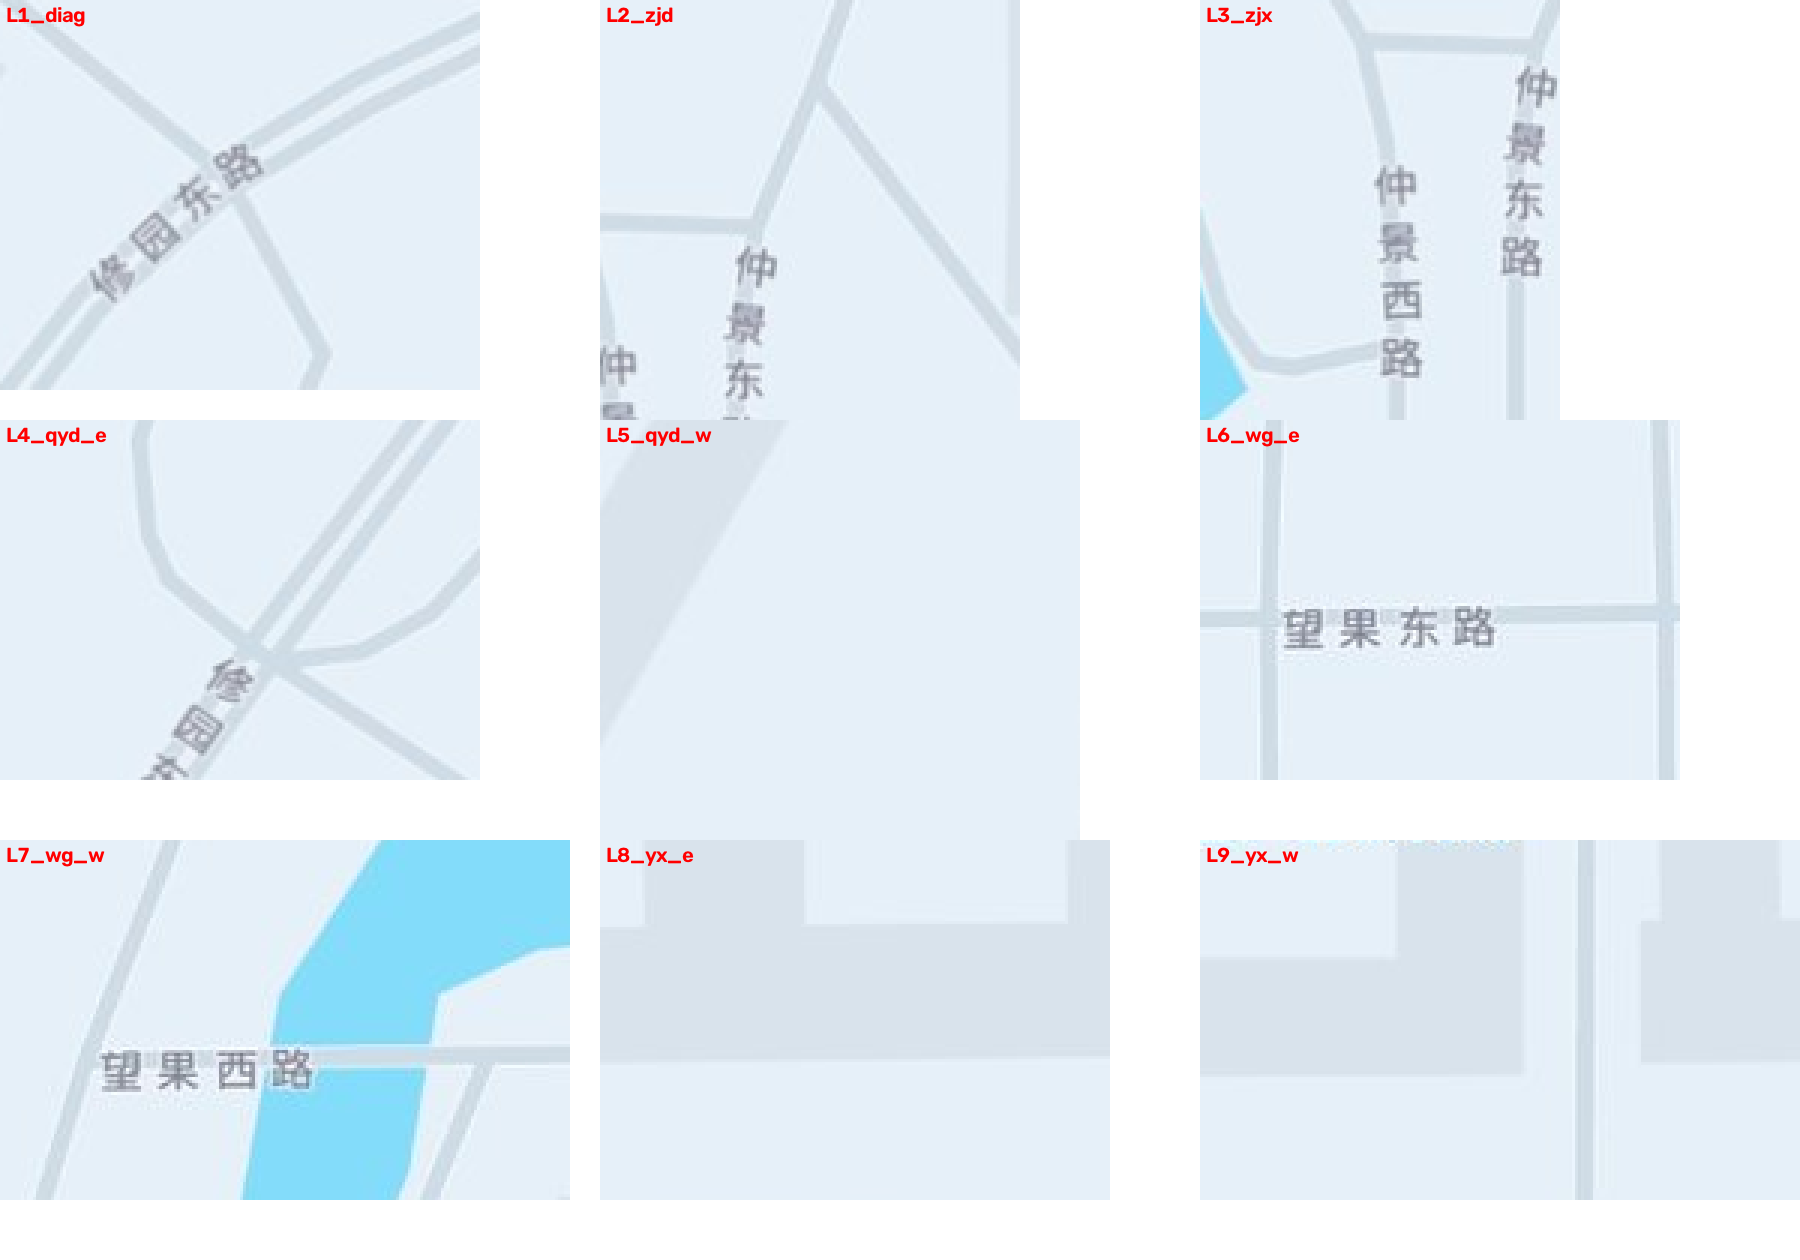 L1_diag
修园东路
L2_zjd
仲景东
仲
L3_zjx
仲景西路
仲景东路
L4_qyd_e
修园
L5_qyd_w
L6_wg_e
望果东路
L7_wg_w
望果西路
L8_yx_e
L9_yx_w